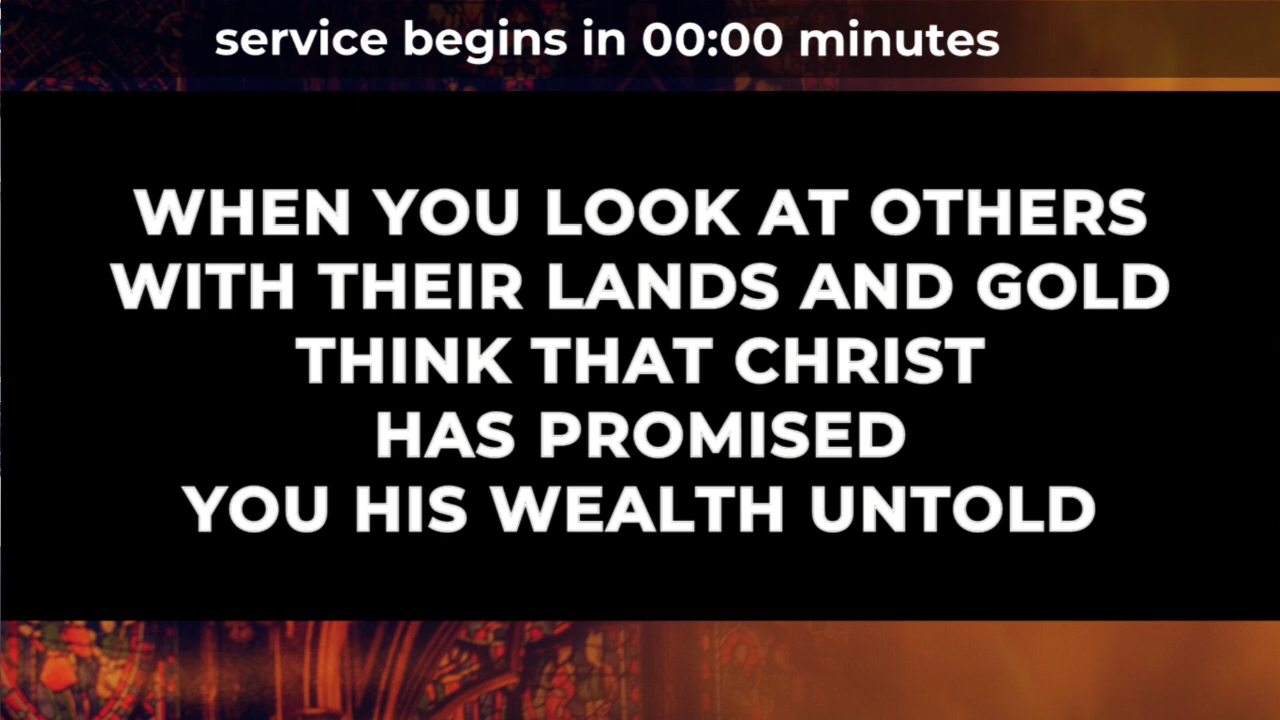 service begins in 00:00 minutes
WHEN YOU LOOK AT OTHERS
WITH THEIR LANDS AND GOLD
THINK THAT CHRIST
HAS PROMISED
YOU HIS WEALTH UNTOLD